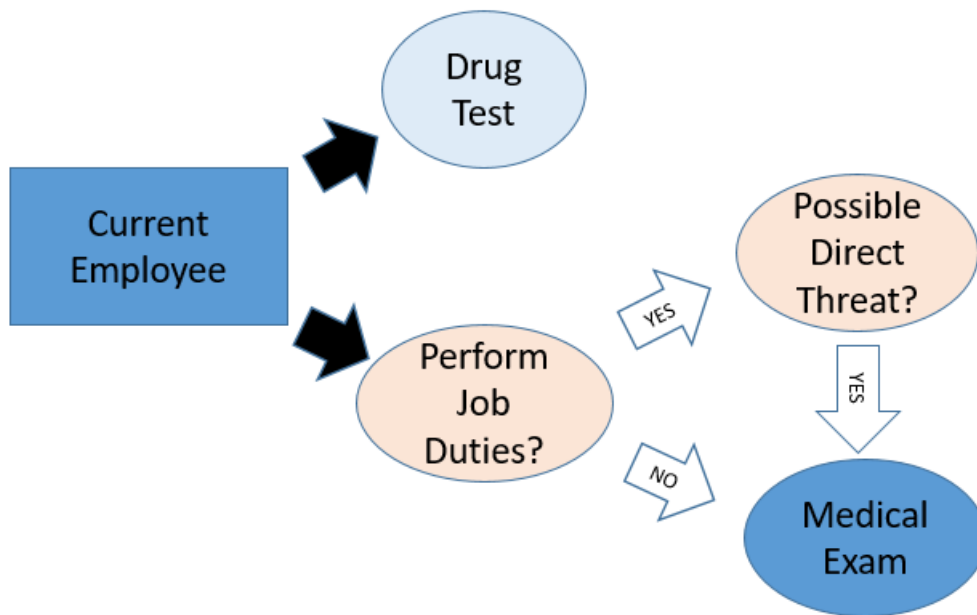 Drug
Test
Current
Employee
Possible
Direct
Threat?
YES
Perform
Job
Duties?
YES
NO
Medical
Exam